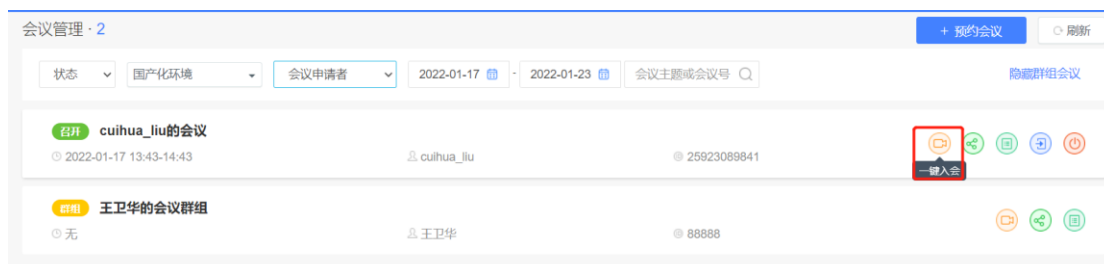 会议管理 · 2
+ 预约会议
刷新
状态
国产化环境
会议申请者
2022-01-17 - 2022-01-23
会议主题或会议号
隐藏群组会议
召开 cuihua_liu的会议
2022-01-17 13:43-14:43
cuihua_liu
25923089841
一键入会
群组 王卫华的会议群组
无
王卫华
88888